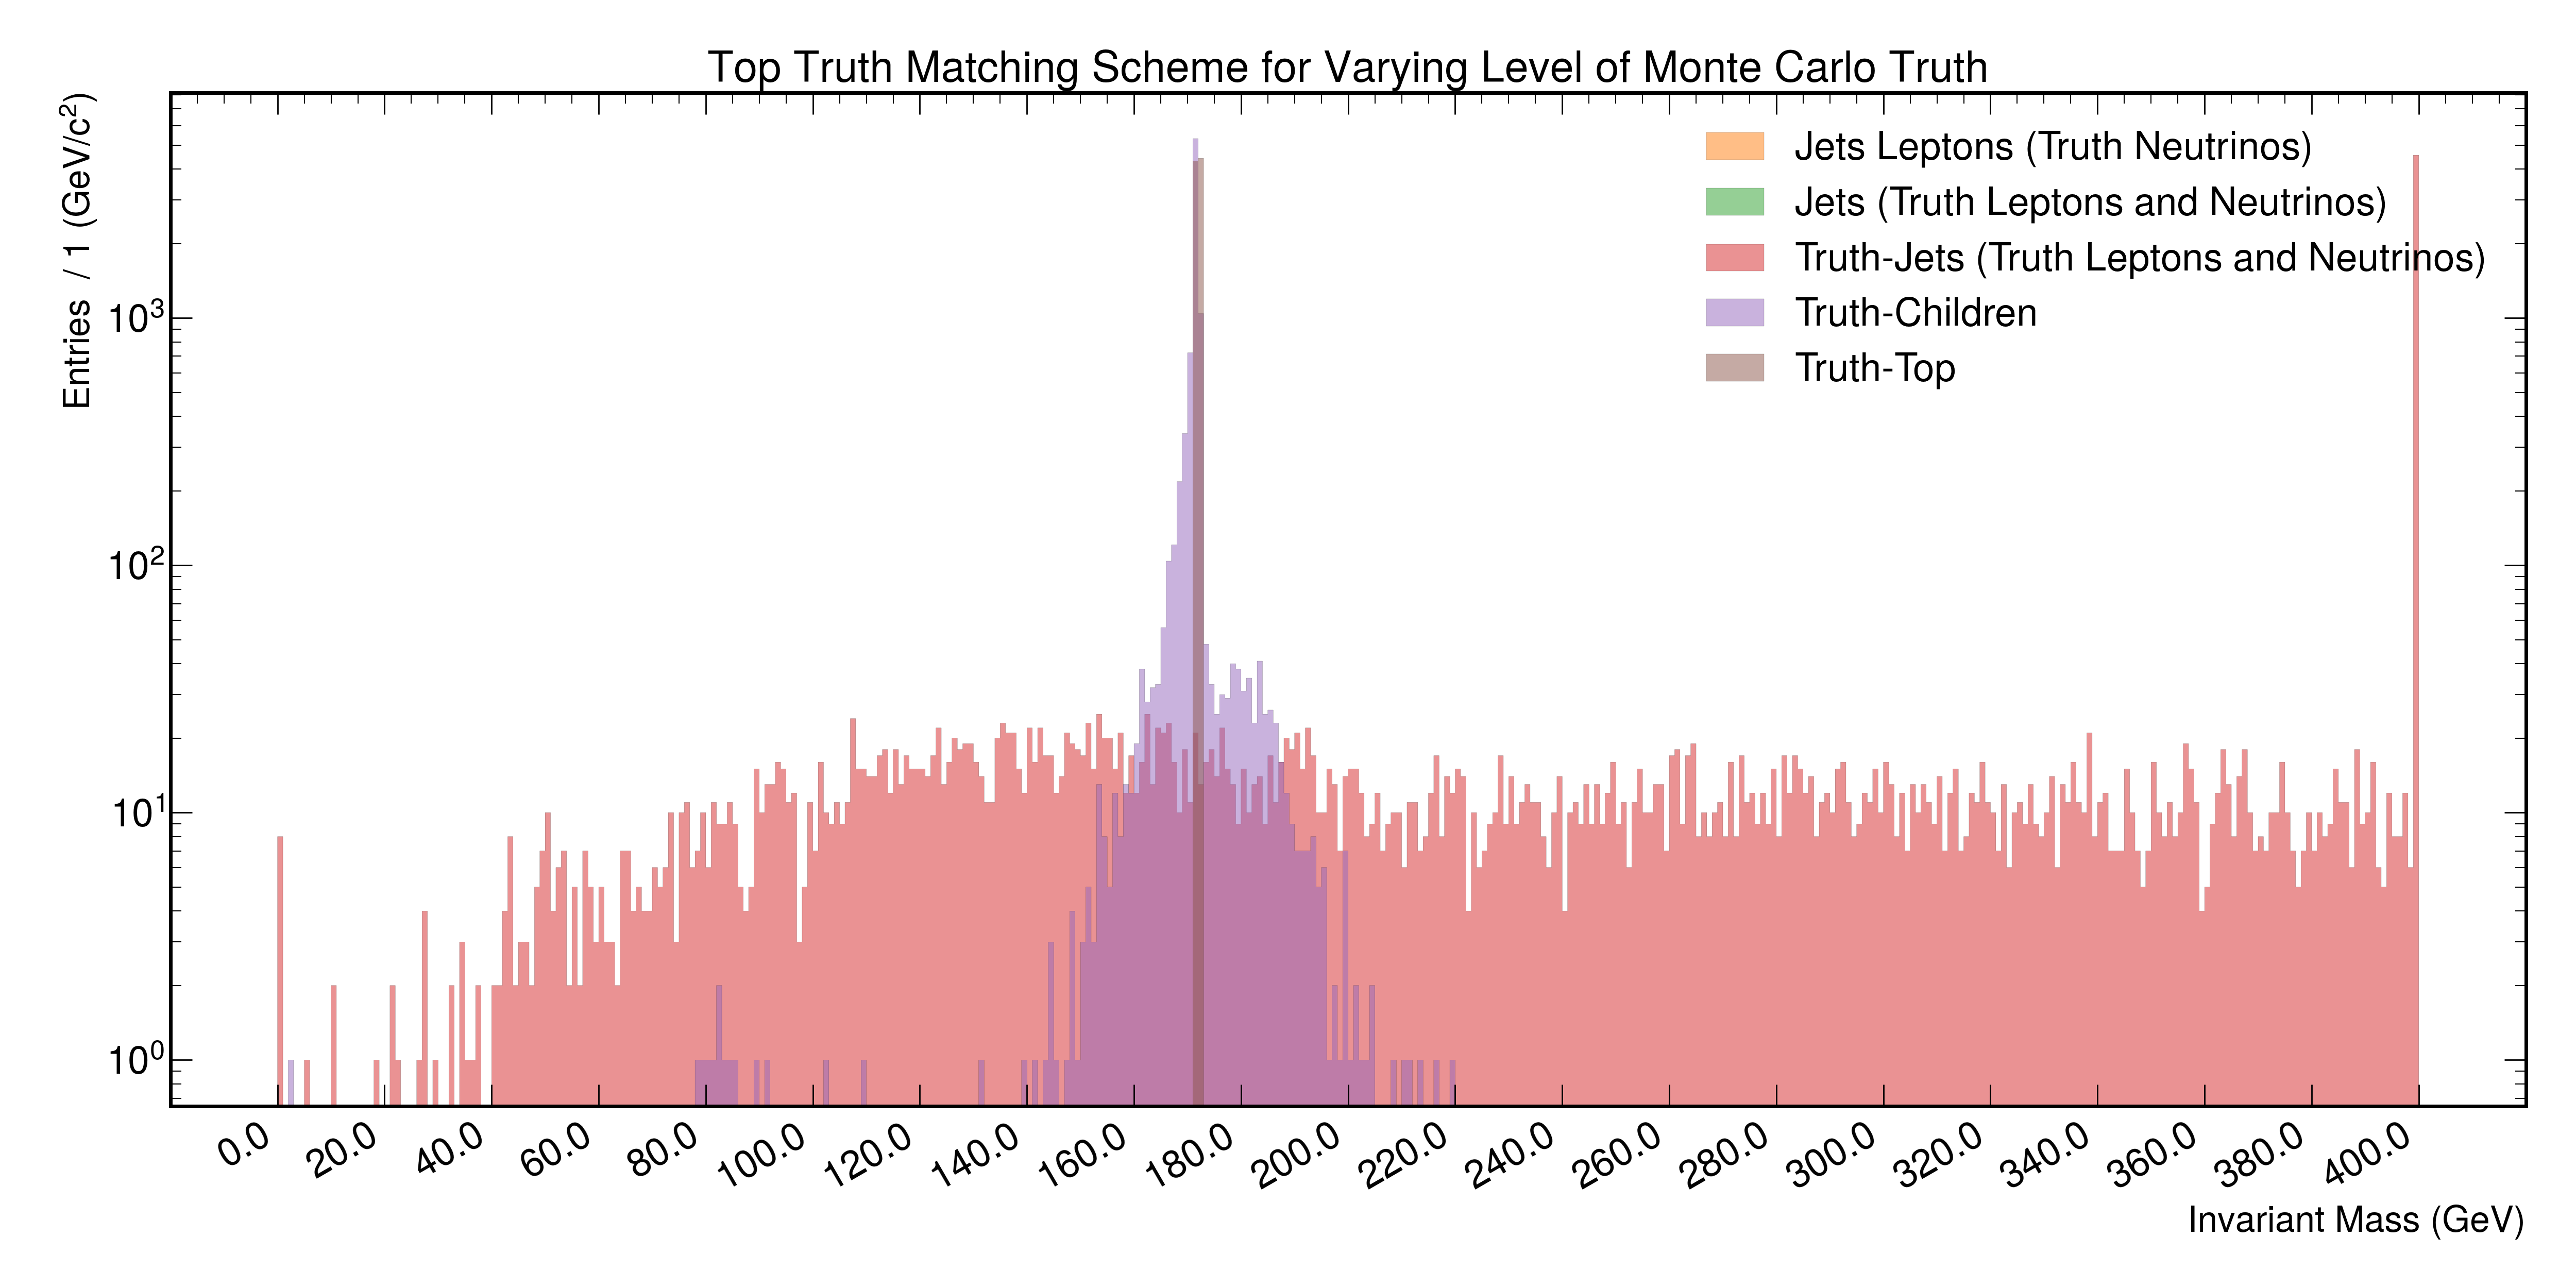 Top Truth Matching Scheme for Varying Level of Monte Carlo Truth
Entries / 1 (GeV/c²)
10³
10²
10¹
10⁰
Jets Leptons (Truth Neutrinos)
Jets (Truth Leptons and Neutrinos)
Truth-Jets (Truth Leptons and Neutrinos)
Truth-Children
Truth-Top
0.0 20.0 40.0 60.0 80.0 100.0 120.0 140.0 160.0 180.0 200.0 220.0 240.0 260.0 280.0 300.0 320.0 340.0 360.0 380.0 400.0
Invariant Mass (GeV)